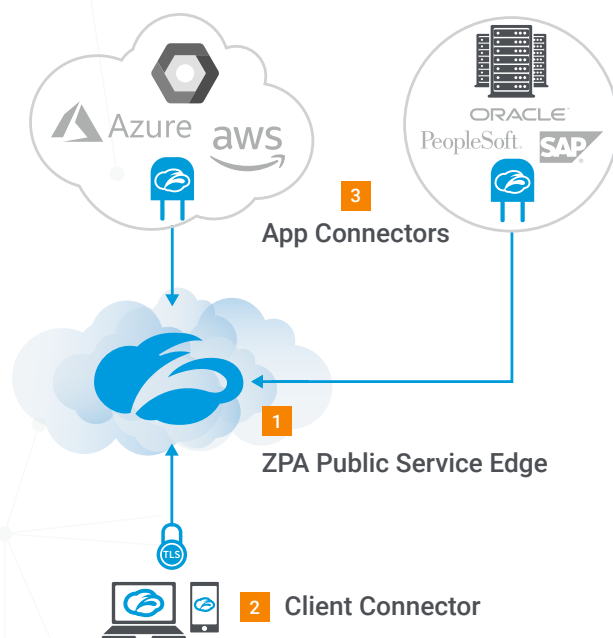 Azure
aws
ORACLE
PeopleSoft.
SAP
3
App Connectors
1
ZPA Public Service Edge
TLS
2 Client Connector